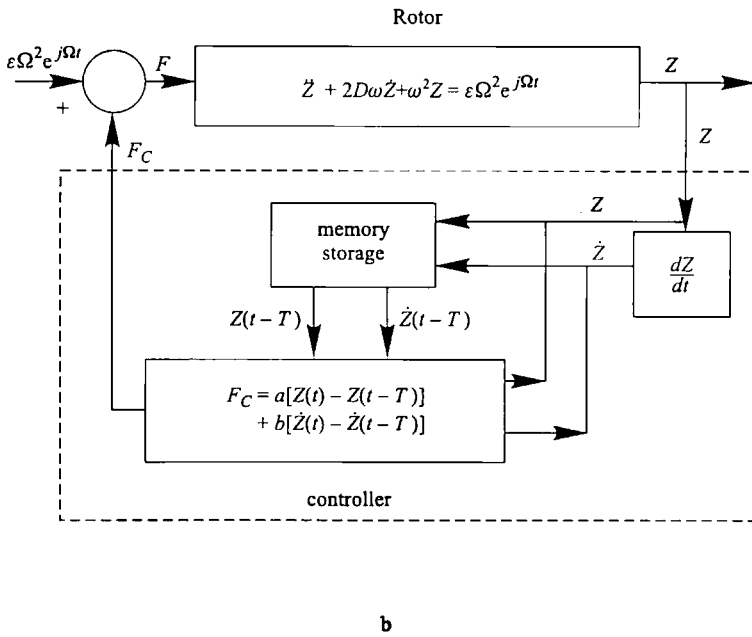 Rotor
εΩ²e^{jΩt}
+
F
Z̈ + 2DωŻ+ω²Z = εΩ²e^{jΩt}
Z
Z
F_C
memory
storage
Z
Ż
dZ/dt
Z(t − T)
Ż(t − T)
F_C = a[Z(t) − Z(t − T)]
+ b[Ż(t) − Ż(t − T)]
controller
b